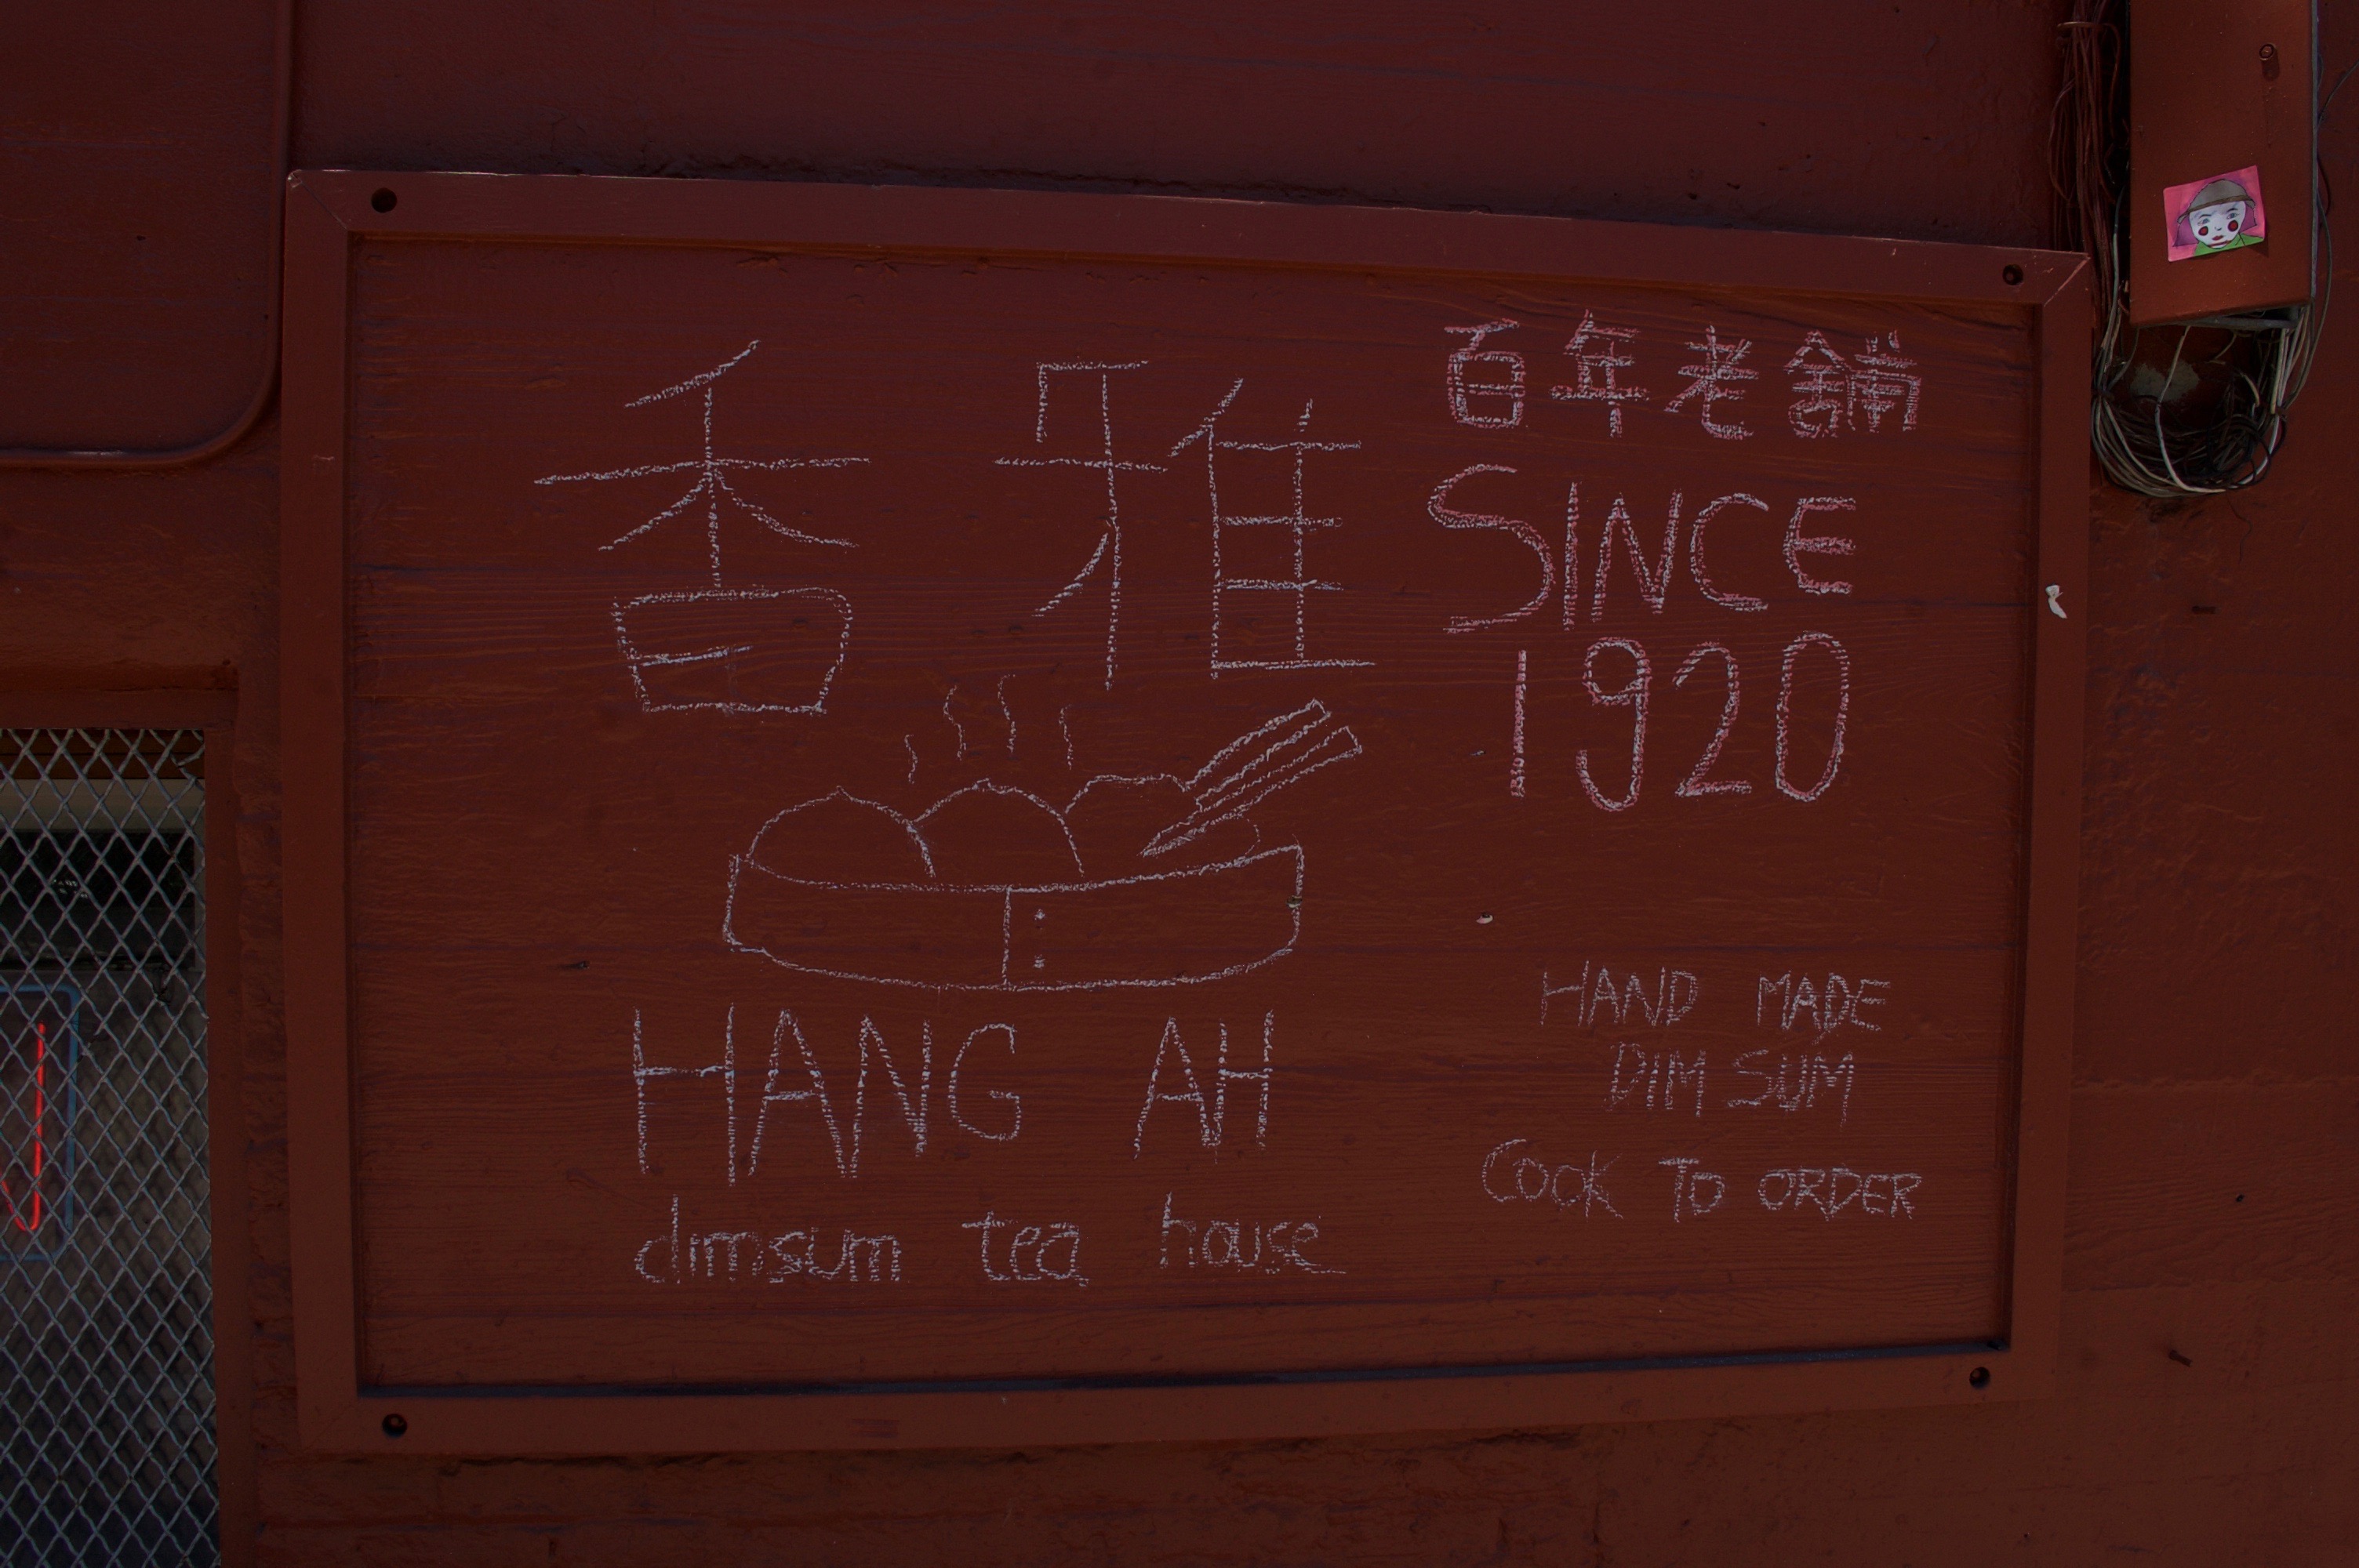 香雅
百年老舖
SINCE
1920
HANG AH
dimsum tea house
HAND MADE
DIM SUM
COOK TO ORDER